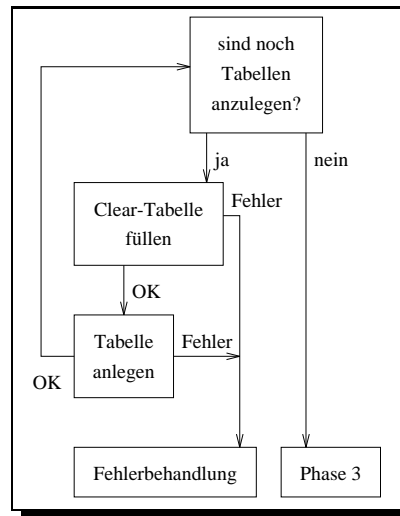 sind noch
Tabellen
anzulegen?
ja
nein
Clear-Tabelle
füllen
Fehler
OK
Tabelle
anlegen
Fehler
OK
Fehlerbehandlung
Phase 3